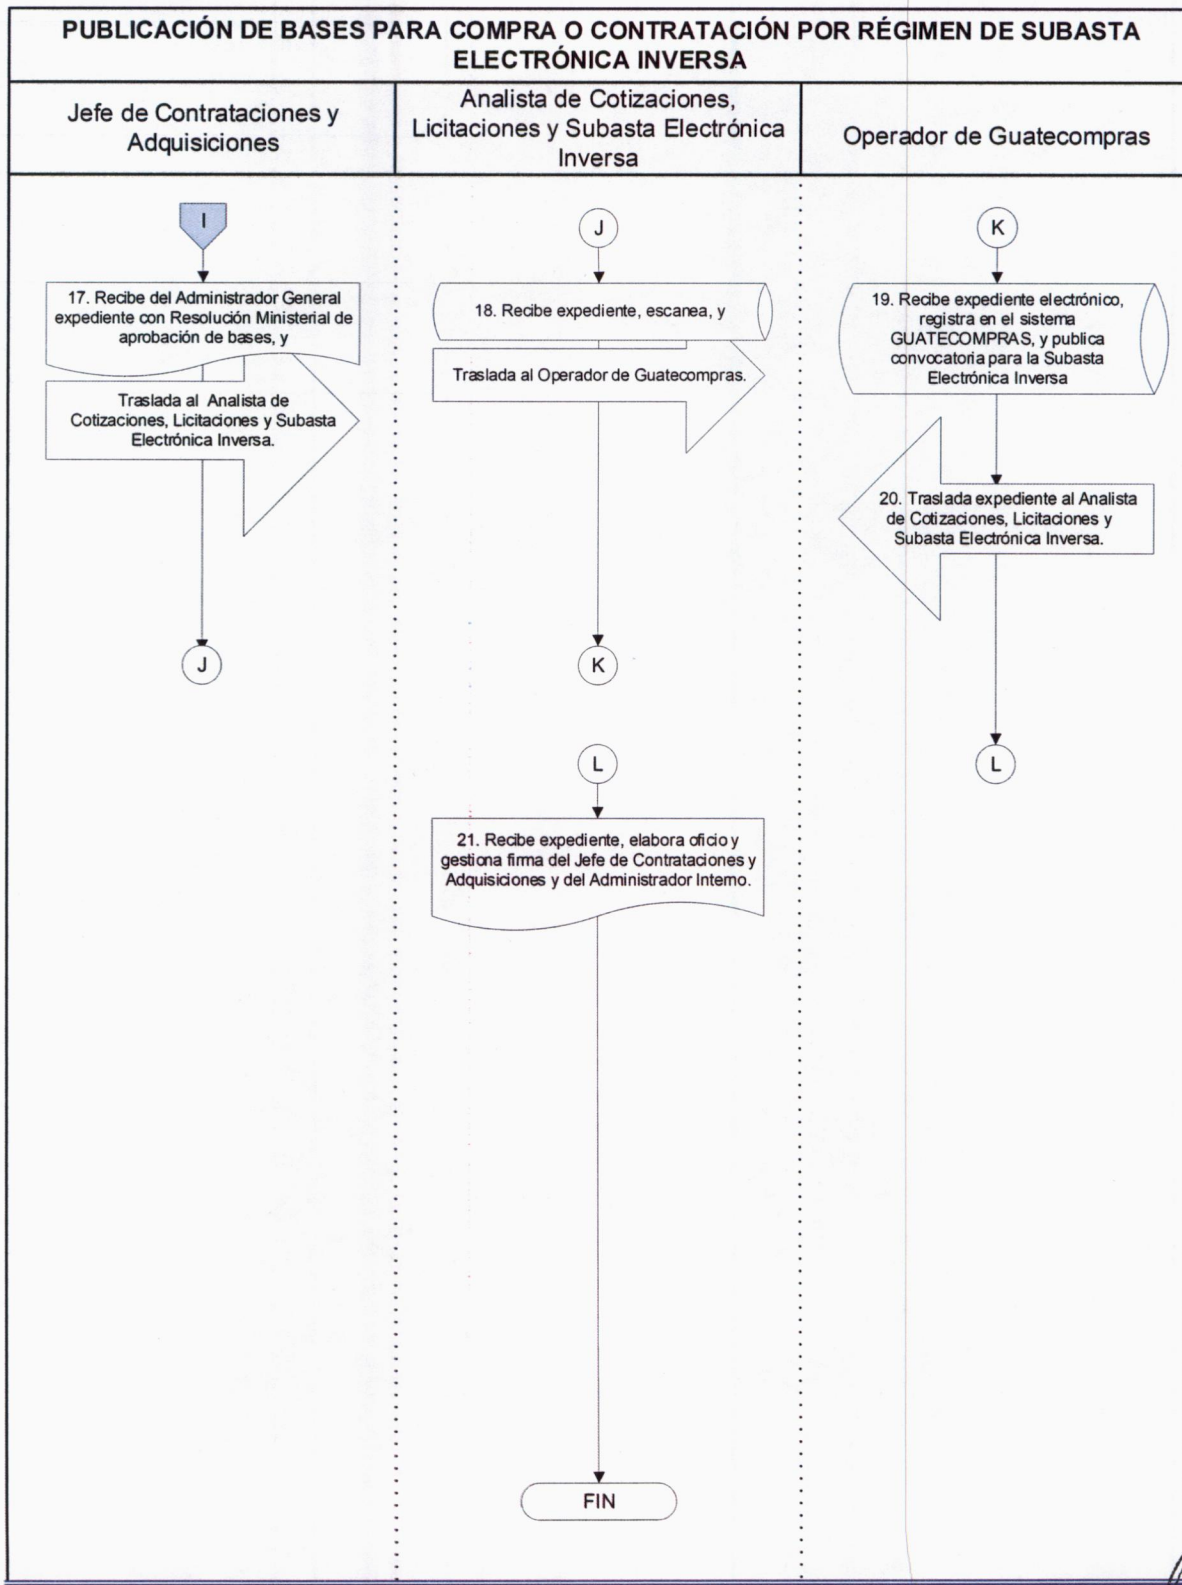 PUBLICACIÓN DE BASES PARA COMPRA O CONTRATACIÓN POR RÉGIMEN DE SUBASTA
ELECTRÓNICA INVERSA
Jefe de Contrataciones y
Adquisiciones
Analista de Cotizaciones,
Licitaciones y Subasta Electrónica
Inversa
Operador de Guatecompras
I
17. Recibe del Administrador General
expediente con Resolución Ministerial de
aprobación de bases, y
Traslada al Analista de
Cotizaciones, Licitaciones y Subasta
Electrónica Inversa.
J
J
18. Recibe expediente, escanea, y
Traslada al Operador de Guatecompras.
K
K
19. Recibe expediente electrónico,
registra en el sistema
GUATECOMPRAS, y publica
convocatoria para la Subasta
Electrónica Inversa
20. Traslada expediente al Analista
de Cotizaciones, Licitaciones y
Subasta Electrónica Inversa.
L
L
21. Recibe expediente, elabora oficio y
gestiona firma del Jefe de Contrataciones y
Adquisiciones y del Administrador Interno.
FIN